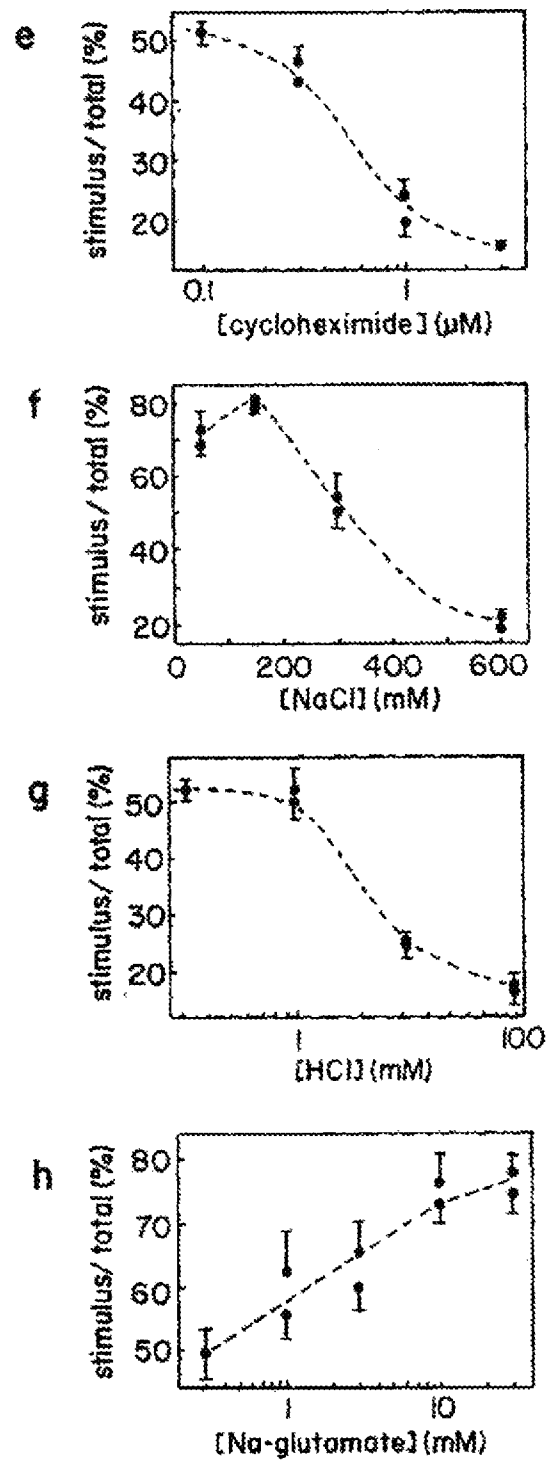 e
stimulus/total (%)
50
40
30
20
0.1 1
[cycloheximide] (µM)
f
stimulus/total (%)
80
60
40
20
0 200 400 600
[NaCl] (mM)
g
stimulus/total (%)
50
40
30
20
1 100
[HCl] (mM)
h
stimulus/total (%)
80
70
60
50
1 10
[Na-glutamate] (mM)